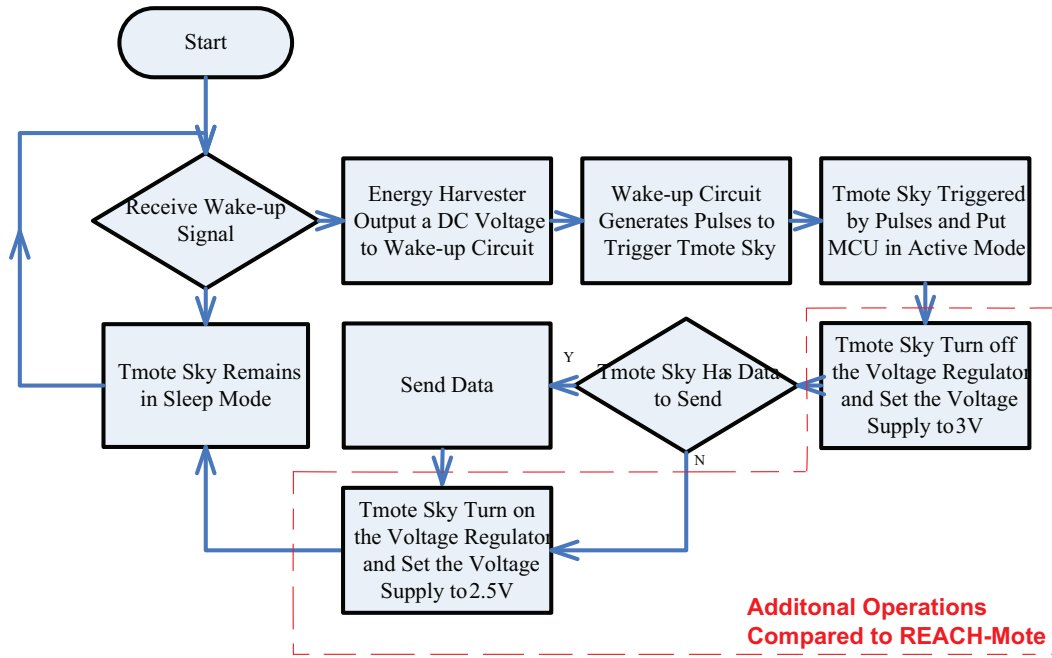 Start
Receive Wake-up
Signal
Energy Harvester
Output a DC Voltage
to Wake-up Circuit
Wake-up Circuit
Generates Pulses to
Trigger Tmote Sky
Tmote Sky Triggered
by Pulses and Put
MCU in Active Mode
Tmote Sky Turn off
the Voltage Regulator
and Set the Voltage
Supply to 3V
Tmote Sky Has Data
to Send
Y
N
Send Data
Tmote Sky Remains
in Sleep Mode
Tmote Sky Turn on
the Voltage Regulator
and Set the Voltage
Supply to 2.5V
Additonal Operations
Compared to REACH-Mote